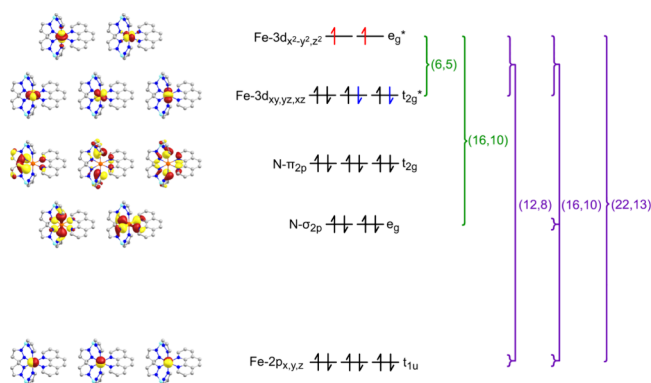 Fe-3dx²-y²,z² eg*
(6,5)
Fe-3dxy,yz,xz t2g*
(16,10)
N-π2p t2g
(12,8) (16,10) (22,13)
N-σ2p eg
Fe-2px,y,z t1u